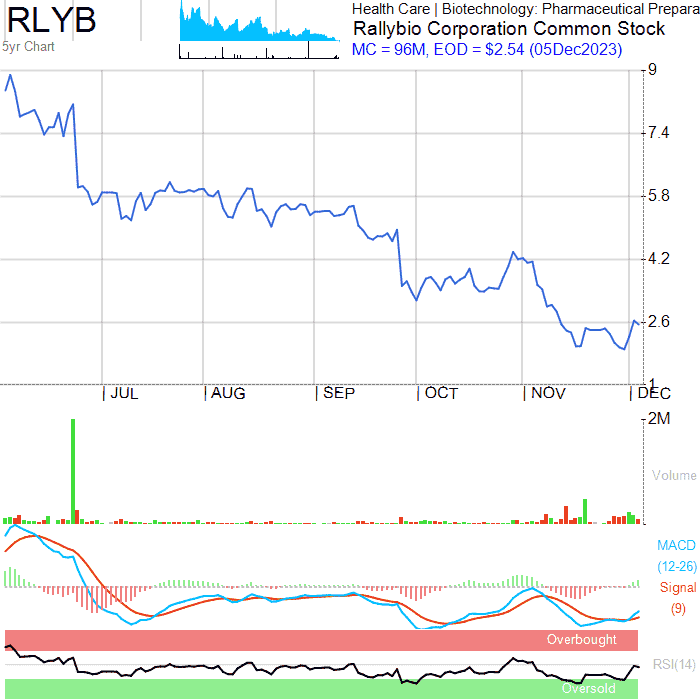 RLYB
5yr Chart
Health Care | Biotechnology: Pharmaceutical Prepara
Rallybio Corporation Common Stock
MC = 96M, EOD = $2.54 (05Dec2023)
9
7.4
5.8
4.2
2.6
1
JUL AUG SEP OCT NOV DEC
2M
Volume
MACD
(12-26)
Signal
(9)
Overbought
RSI(14)
Oversold